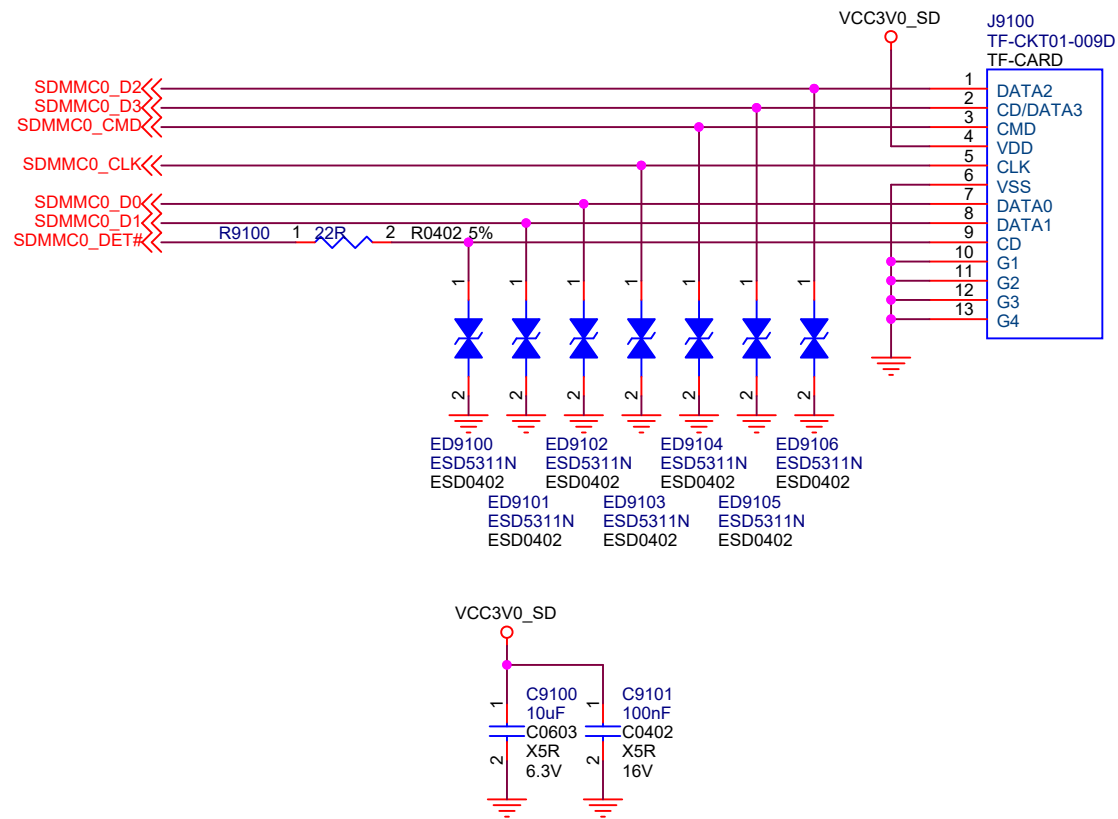 VCC3V0_SD
J9100
TF-CKT01-009D
TF-CARD
SDMMC0_D2
SDMMC0_D3
SDMMC0_CMD
SDMMC0_CLK
SDMMC0_D0
SDMMC0_D1
SDMMC0_DET#
R9100 1 22R 2 R0402 5%
1 DATA2
2 CD/DATA3
3 CMD
4 VDD
5 CLK
6 VSS
7 DATA0
8 DATA1
9 CD
10 G1
11 G2
12 G3
13 G4
1 1 1 1 1 1 1
2 2 2 2 2 2 2
ED9100 ED9102 ED9104 ED9106
ESD5311N ESD5311N ESD5311N ESD5311N
ESD0402 ESD0402 ESD0402 ESD0402
ED9101 ED9103 ED9105
ESD5311N ESD5311N ESD5311N
ESD0402 ESD0402 ESD0402
VCC3V0_SD
1 C9100 1 C9101
10uF 100nF
C0603 C0402
2 X5R 2 X5R
6.3V 16V